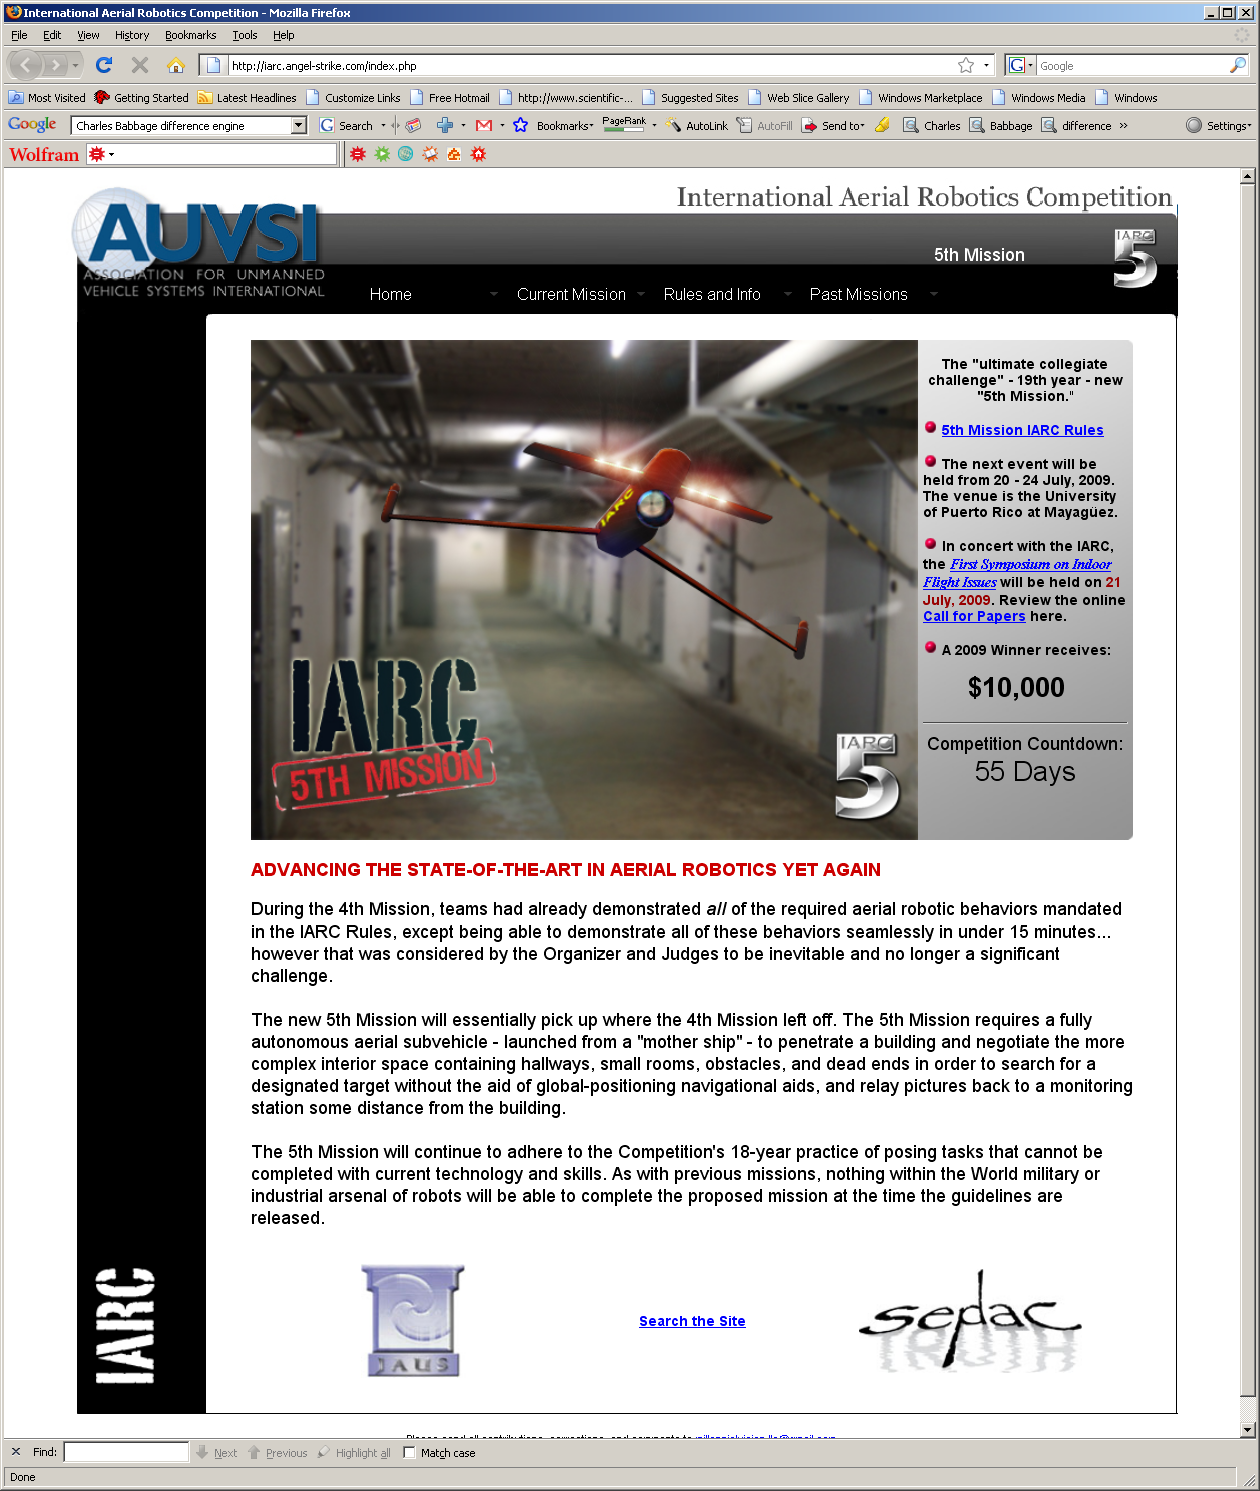 International Aerial Robotics Competition - Mozilla Firefox
File Edit View History Bookmarks Tools Help
http://iarc.angel-strike.com/index.php
G Google
Most Visited Getting Started Latest Headlines Customize Links Free Hotmail http://www.scientific-... Suggested Sites Web Slice Gallery Windows Marketplace Windows Media Windows
Google Charles Babbage difference engine G Search Bookmarks PageRank AutoLink AutoFill Send to Charles Babbage difference » Settings
Wolfram
International Aerial Robotics Competition
AUVSI
ASSOCIATION FOR UNMANNED
VEHICLE SYSTEMS INTERNATIONAL
5th Mission
IARC
5
Home Current Mission Rules and Info Past Missions
IARC
IARC
5TH MISSION
IARC
5
The "ultimate collegiate
challenge" - 19th year - new
"5th Mission."
5th Mission IARC Rules
The next event will be
held from 20 - 24 July, 2009.
The venue is the University
of Puerto Rico at Mayagüez.
In concert with the IARC,
the First Symposium on Indoor
Flight Issues will be held on 21
July, 2009. Review the online
Call for Papers here.
A 2009 Winner receives:
$10,000
Competition Countdown:
55 Days
ADVANCING THE STATE-OF-THE-ART IN AERIAL ROBOTICS YET AGAIN
During the 4th Mission, teams had already demonstrated all of the required aerial robotic behaviors mandated
in the IARC Rules, except being able to demonstrate all of these behaviors seamlessly in under 15 minutes...
however that was considered by the Organizer and Judges to be inevitable and no longer a significant
challenge.
The new 5th Mission will essentially pick up where the 4th Mission left off. The 5th Mission requires a fully
autonomous aerial subvehicle - launched from a "mother ship" - to penetrate a building and negotiate the more
complex interior space containing hallways, small rooms, obstacles, and dead ends in order to search for a
designated target without the aid of global-positioning navigational aids, and relay pictures back to a monitoring
station some distance from the building.
The 5th Mission will continue to adhere to the Competition's 18-year practice of posing tasks that cannot be
completed with current technology and skills. As with previous missions, nothing within the World military or
industrial arsenal of robots will be able to complete the proposed mission at the time the guidelines are
released.
IARC
JAUS
Search the Site
sepac
TRUTH
Please send all contributions, corrections, and comments to
Find: Next Previous Highlight all Match case
Done